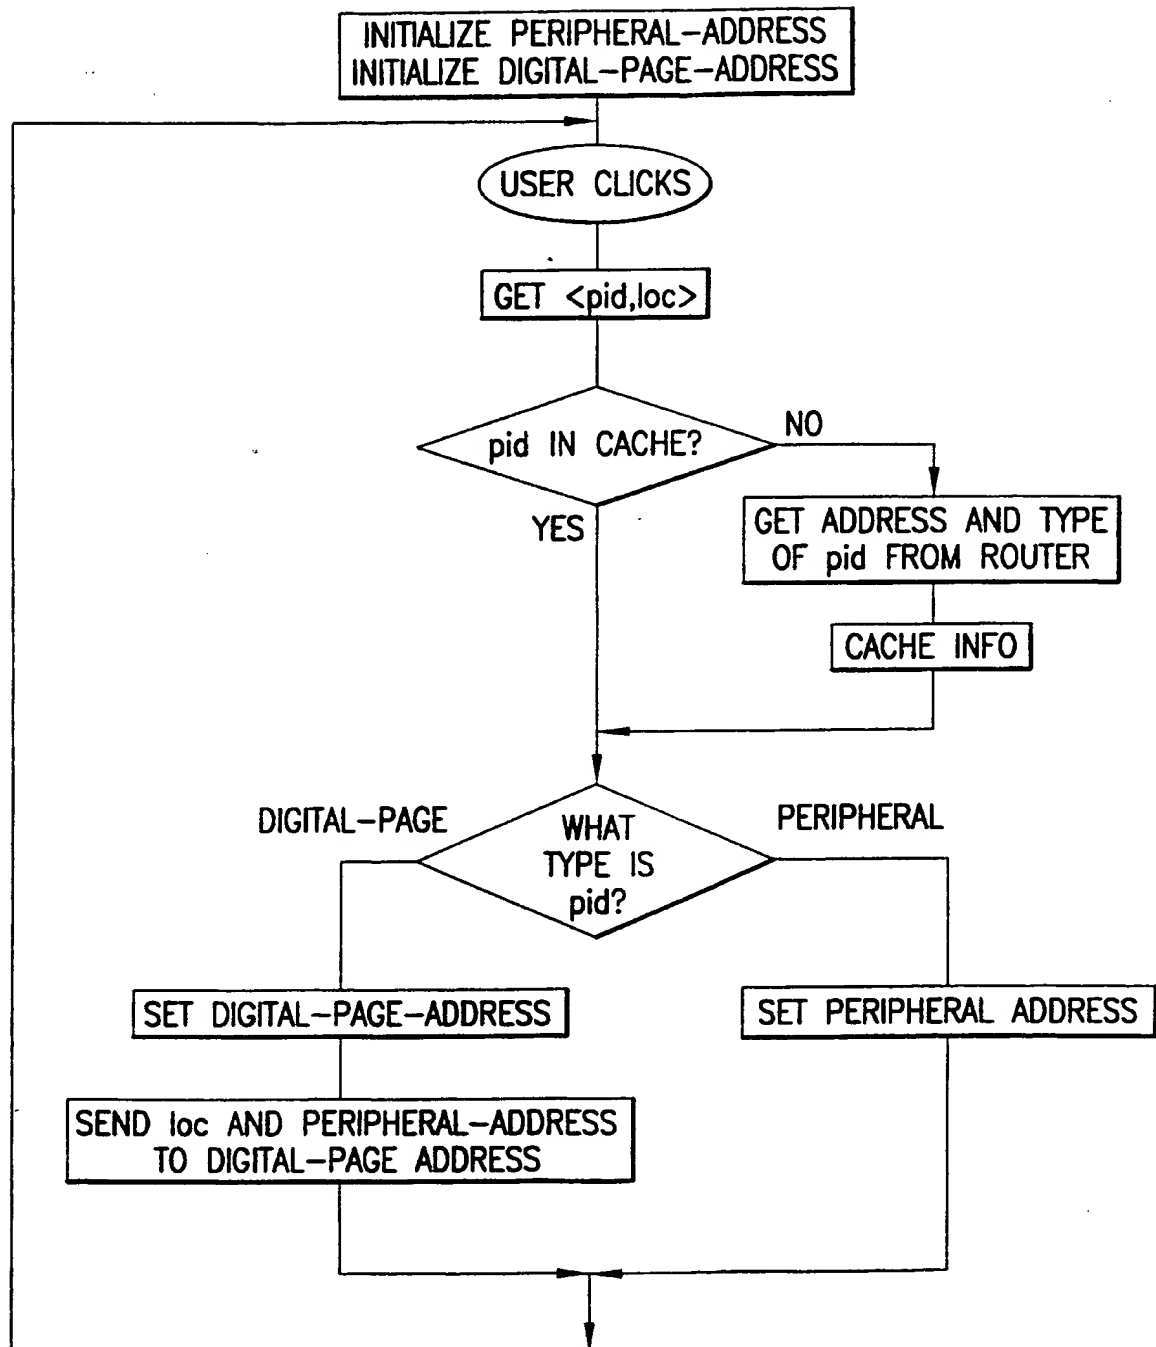 INITIALIZE PERIPHERAL-ADDRESS
INITIALIZE DIGITAL-PAGE-ADDRESS
USER CLICKS
GET <pid,loc>
pid IN CACHE?
NO
YES
GET ADDRESS AND TYPE
OF pid FROM ROUTER
CACHE INFO
DIGITAL-PAGE
WHAT
TYPE IS
pid?
PERIPHERAL
SET DIGITAL-PAGE-ADDRESS
SET PERIPHERAL ADDRESS
SEND loc AND PERIPHERAL-ADDRESS
TO DIGITAL-PAGE ADDRESS